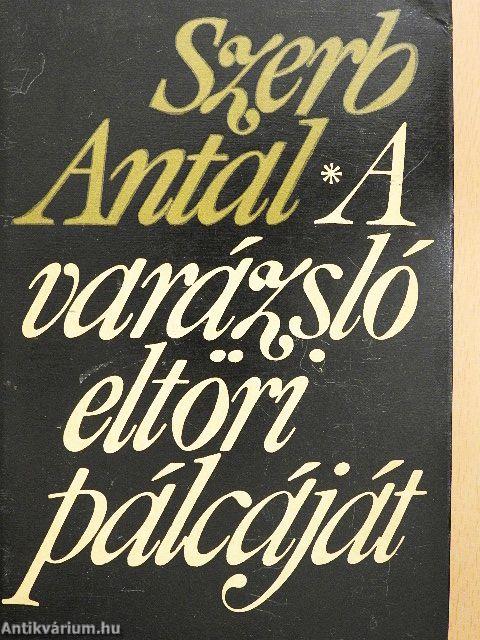 Szerb
Antal * A
varázsló
eltöri
pálcáját
Antikvárium.hu